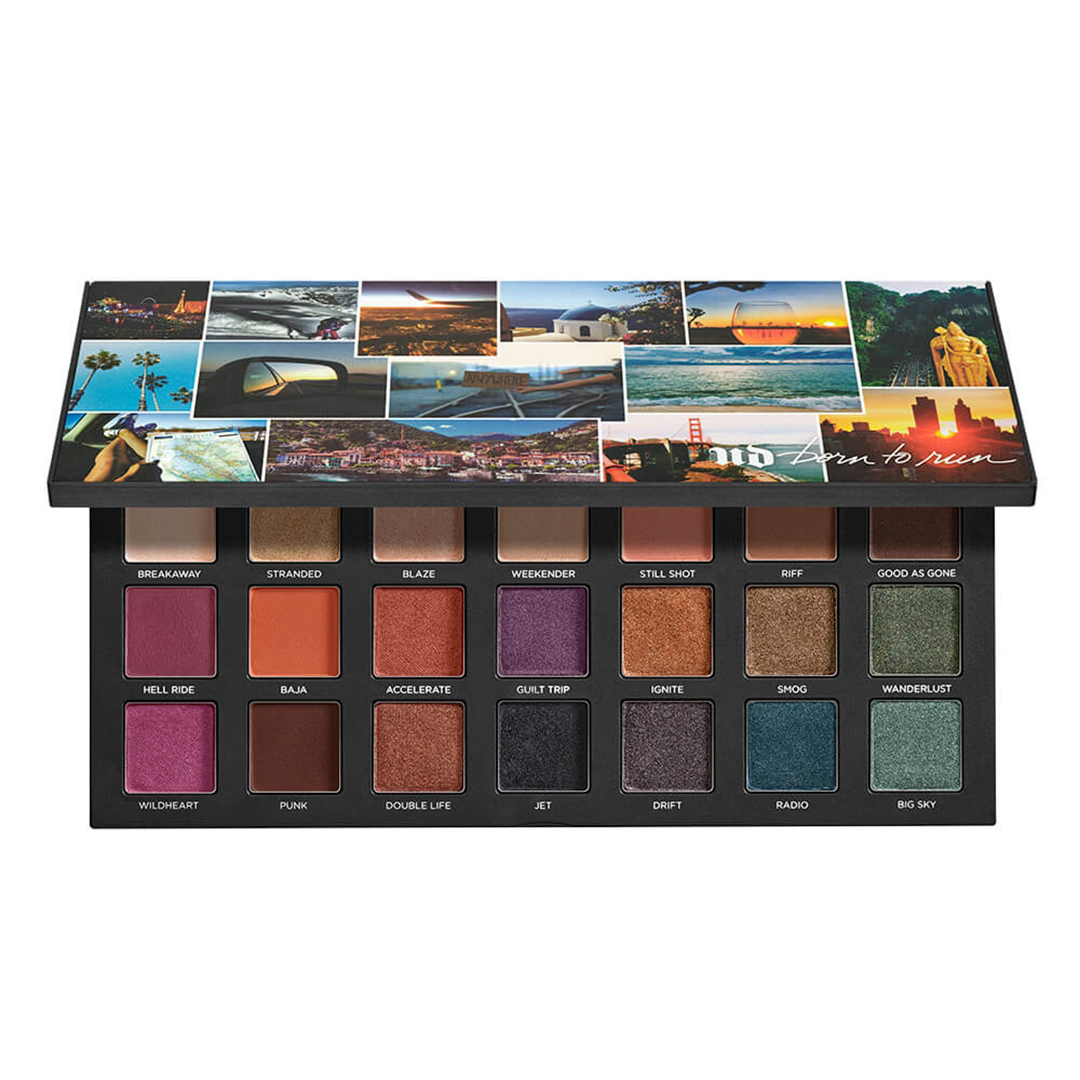 ANYWHERE
UD born to run
BREAKAWAY STRANDED BLAZE WEEKENDER STILL SHOT RIFF GOOD AS GONE
HELL RIDE BAJA ACCELERATE GUILT TRIP IGNITE SMOG WANDERLUST
WILDHEART PUNK DOUBLE LIFE JET DRIFT RADIO BIG SKY